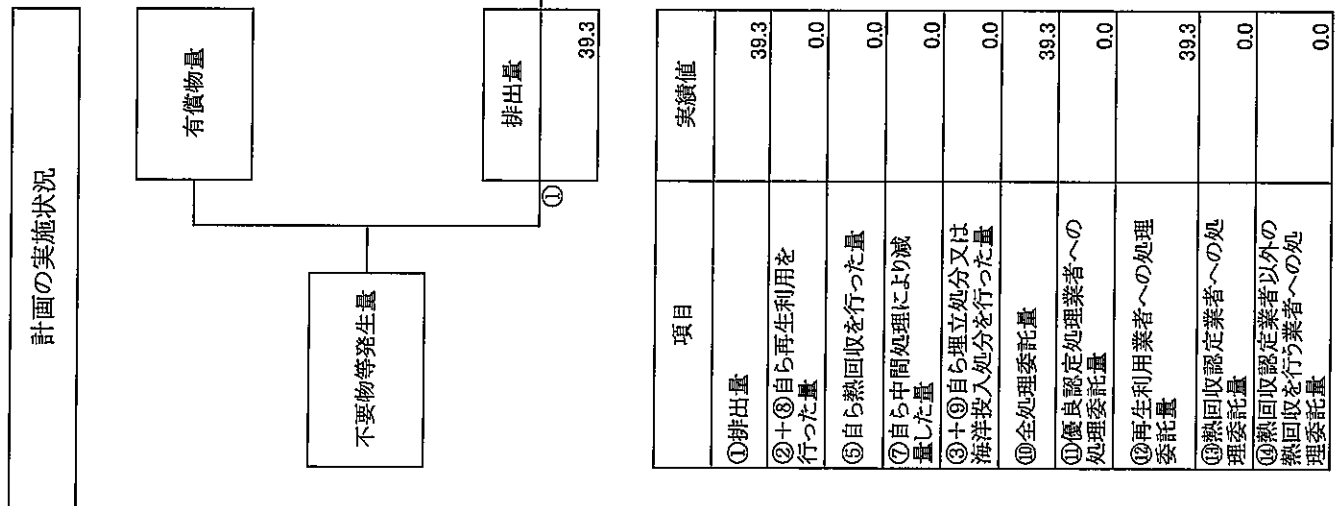 計画の実施状況
有償物量
不要物等発生量
排出量
①
39.3
項目
実績値
①排出量
39.3
②+⑧自ら再生利用を
行った量
0.0
⑤自ら熱回収を行った量
0.0
⑦自ら中間処理により減
量した量
0.0
③+⑨自ら埋立処分又は
海洋投入処分を行った量
0.0
⑩全処理委託量
39.3
⑪優良認定処理業者への
処理委託量
0.0
⑫再生利用業者への処理
委託量
39.3
⑬熱回収認定業者への処
理委託量
0.0
⑭熱回収認定業者以外の
熱回収を行う業者への処
理委託量
0.0